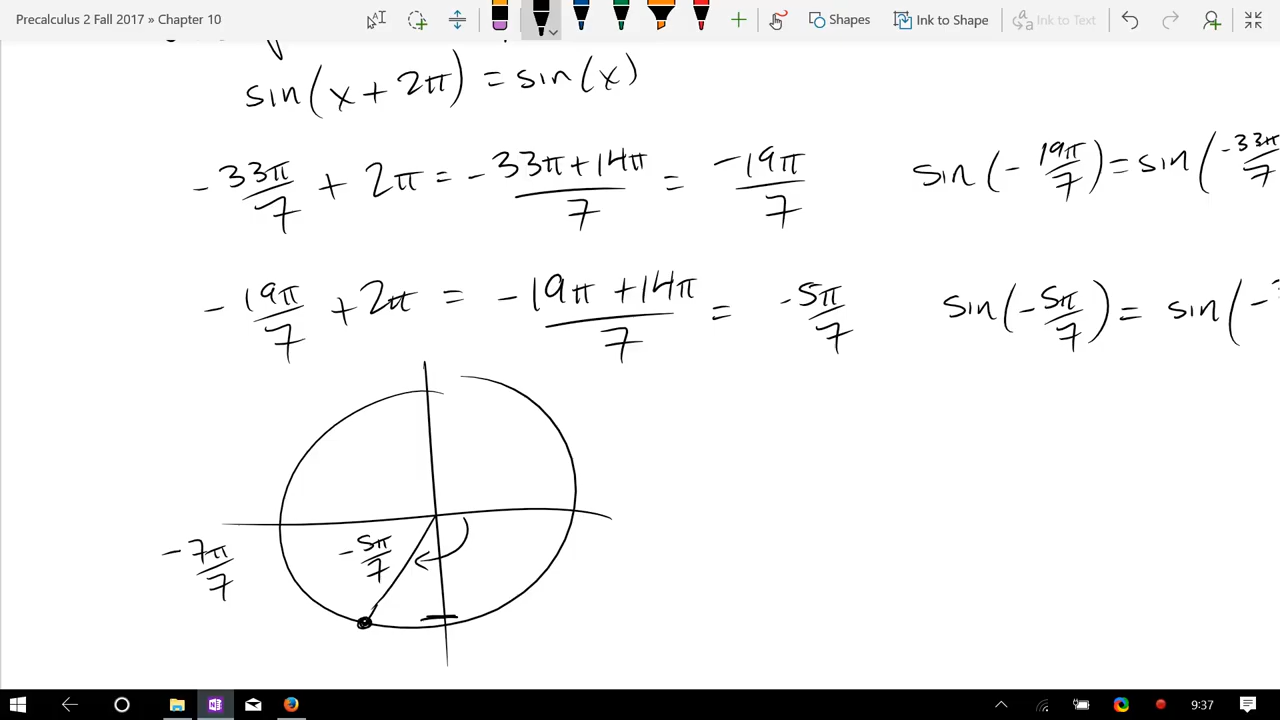 Precalculus 2 Fall 2017 » Chapter 10
Shapes
Ink to Shape
Ink to Text
sin(x + 2π) = sin(x)
-33π/7 + 2π = -33π+14π/7 = -19π/7 sin(-19π/7) = sin(-33π/7
-19π/7 + 2π = -19π+14π/7 = -5π/7 sin(-5π/7) = sin(-
-7π/7
-5π/7
9:37